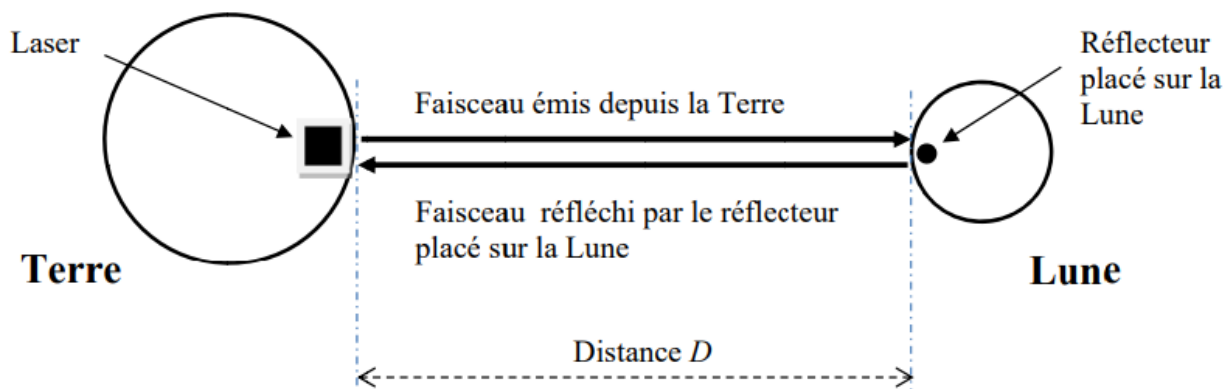 Laser
Réflecteur
placé sur la
Lune
Faisceau émis depuis la Terre
Faisceau réfléchi par le réflecteur
placé sur la Lune
Terre
Lune
Distance D